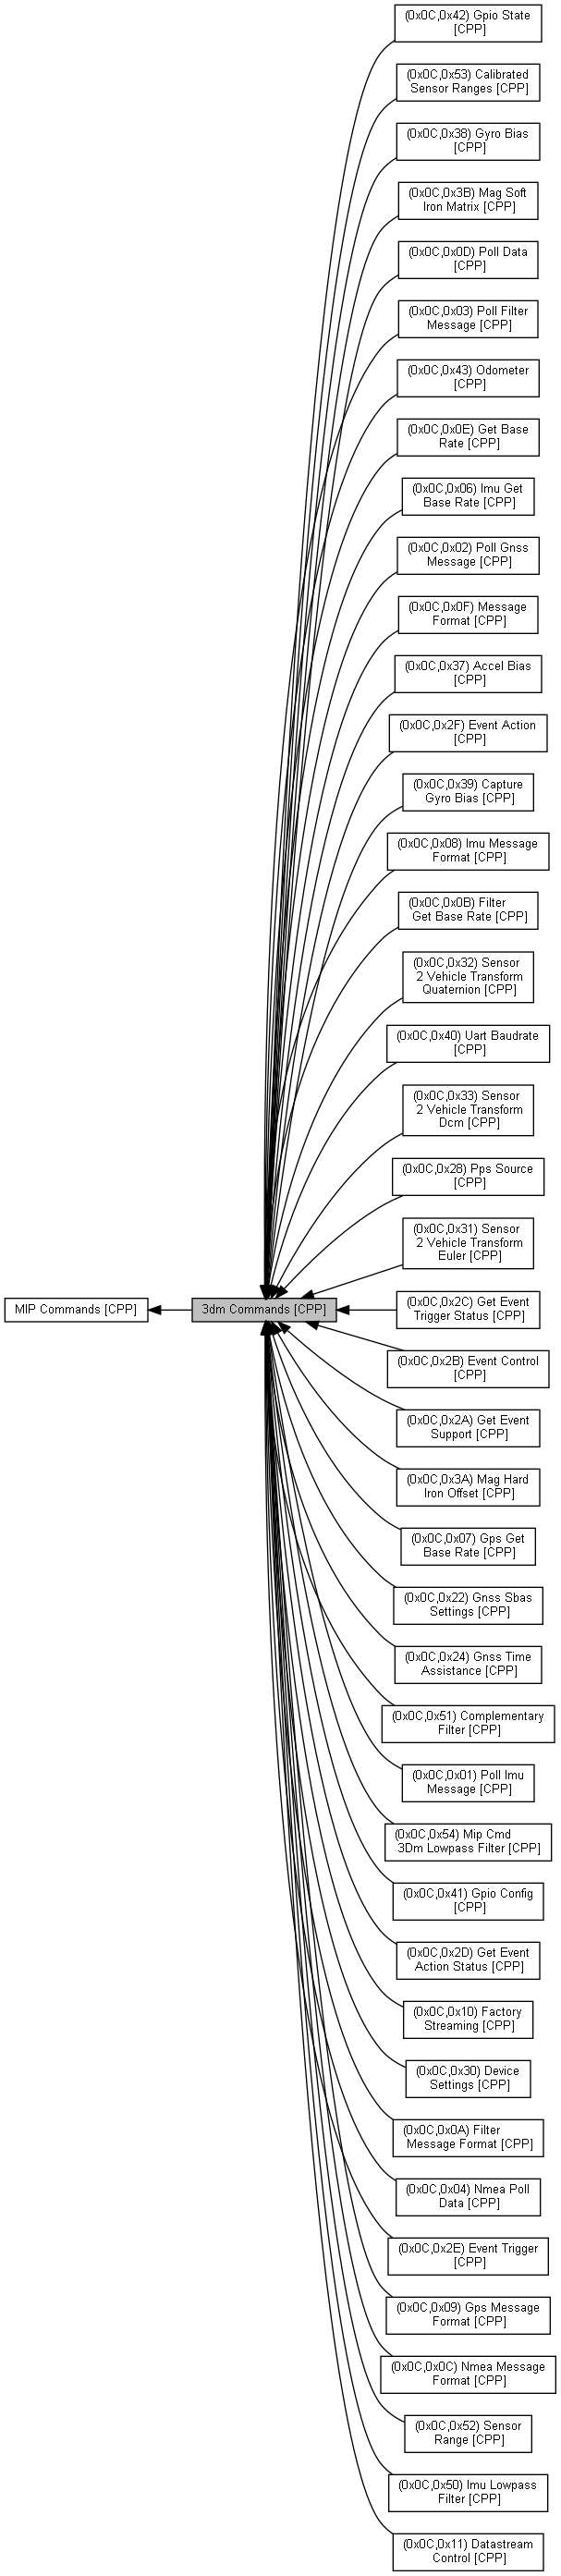 (0x0C,0x42) Gpio State
[CPP]
(0x0C,0x53) Calibrated
Sensor Ranges [CPP]
(0x0C,0x38) Gyro Bias
[CPP]
(0x0C,0x3B) Mag Soft
Iron Matrix [CPP]
(0x0C,0x0D) Poll Data
[CPP]
(0x0C,0x03) Poll Filter
Message [CPP]
(0x0C,0x43) Odometer
[CPP]
(0x0C,0x0E) Get Base
Rate [CPP]
(0x0C,0x06) Imu Get
Base Rate [CPP]
(0x0C,0x02) Poll Gnss
Message [CPP]
(0x0C,0x0F) Message
Format [CPP]
(0x0C,0x37) Accel Bias
[CPP]
(0x0C,0x2F) Event Action
[CPP]
(0x0C,0x39) Capture
Gyro Bias [CPP]
(0x0C,0x08) Imu Message
Format [CPP]
(0x0C,0x0B) Filter
Get Base Rate [CPP]
(0x0C,0x32) Sensor
2 Vehicle Transform
Quaternion [CPP]
(0x0C,0x40) Uart Baudrate
[CPP]
(0x0C,0x33) Sensor
2 Vehicle Transform
Dcm [CPP]
(0x0C,0x28) Pps Source
[CPP]
(0x0C,0x31) Sensor
2 Vehicle Transform
Euler [CPP]
MIP Commands [CPP]
3dm Commands [CPP]
(0x0C,0x2C) Get Event
Trigger Status [CPP]
(0x0C,0x2B) Event Control
[CPP]
(0x0C,0x2A) Get Event
Support [CPP]
(0x0C,0x3A) Mag Hard
Iron Offset [CPP]
(0x0C,0x07) Gps Get
Base Rate [CPP]
(0x0C,0x22) Gnss Sbas
Settings [CPP]
(0x0C,0x24) Gnss Time
Assistance [CPP]
(0x0C,0x51) Complementary
Filter [CPP]
(0x0C,0x01) Poll Imu
Message [CPP]
(0x0C,0x54) Mip Cmd
3Dm Lowpass Filter [CPP]
(0x0C,0x41) Gpio Config
[CPP]
(0x0C,0x2D) Get Event
Action Status [CPP]
(0x0C,0x10) Factory
Streaming [CPP]
(0x0C,0x30) Device
Settings [CPP]
(0x0C,0x0A) Filter
Message Format [CPP]
(0x0C,0x04) Nmea Poll
Data [CPP]
(0x0C,0x2E) Event Trigger
[CPP]
(0x0C,0x09) Gps Message
Format [CPP]
(0x0C,0x0C) Nmea Message
Format [CPP]
(0x0C,0x52) Sensor
Range [CPP]
(0x0C,0x50) Imu Lowpass
Filter [CPP]
(0x0C,0x11) Datastream
Control [CPP]